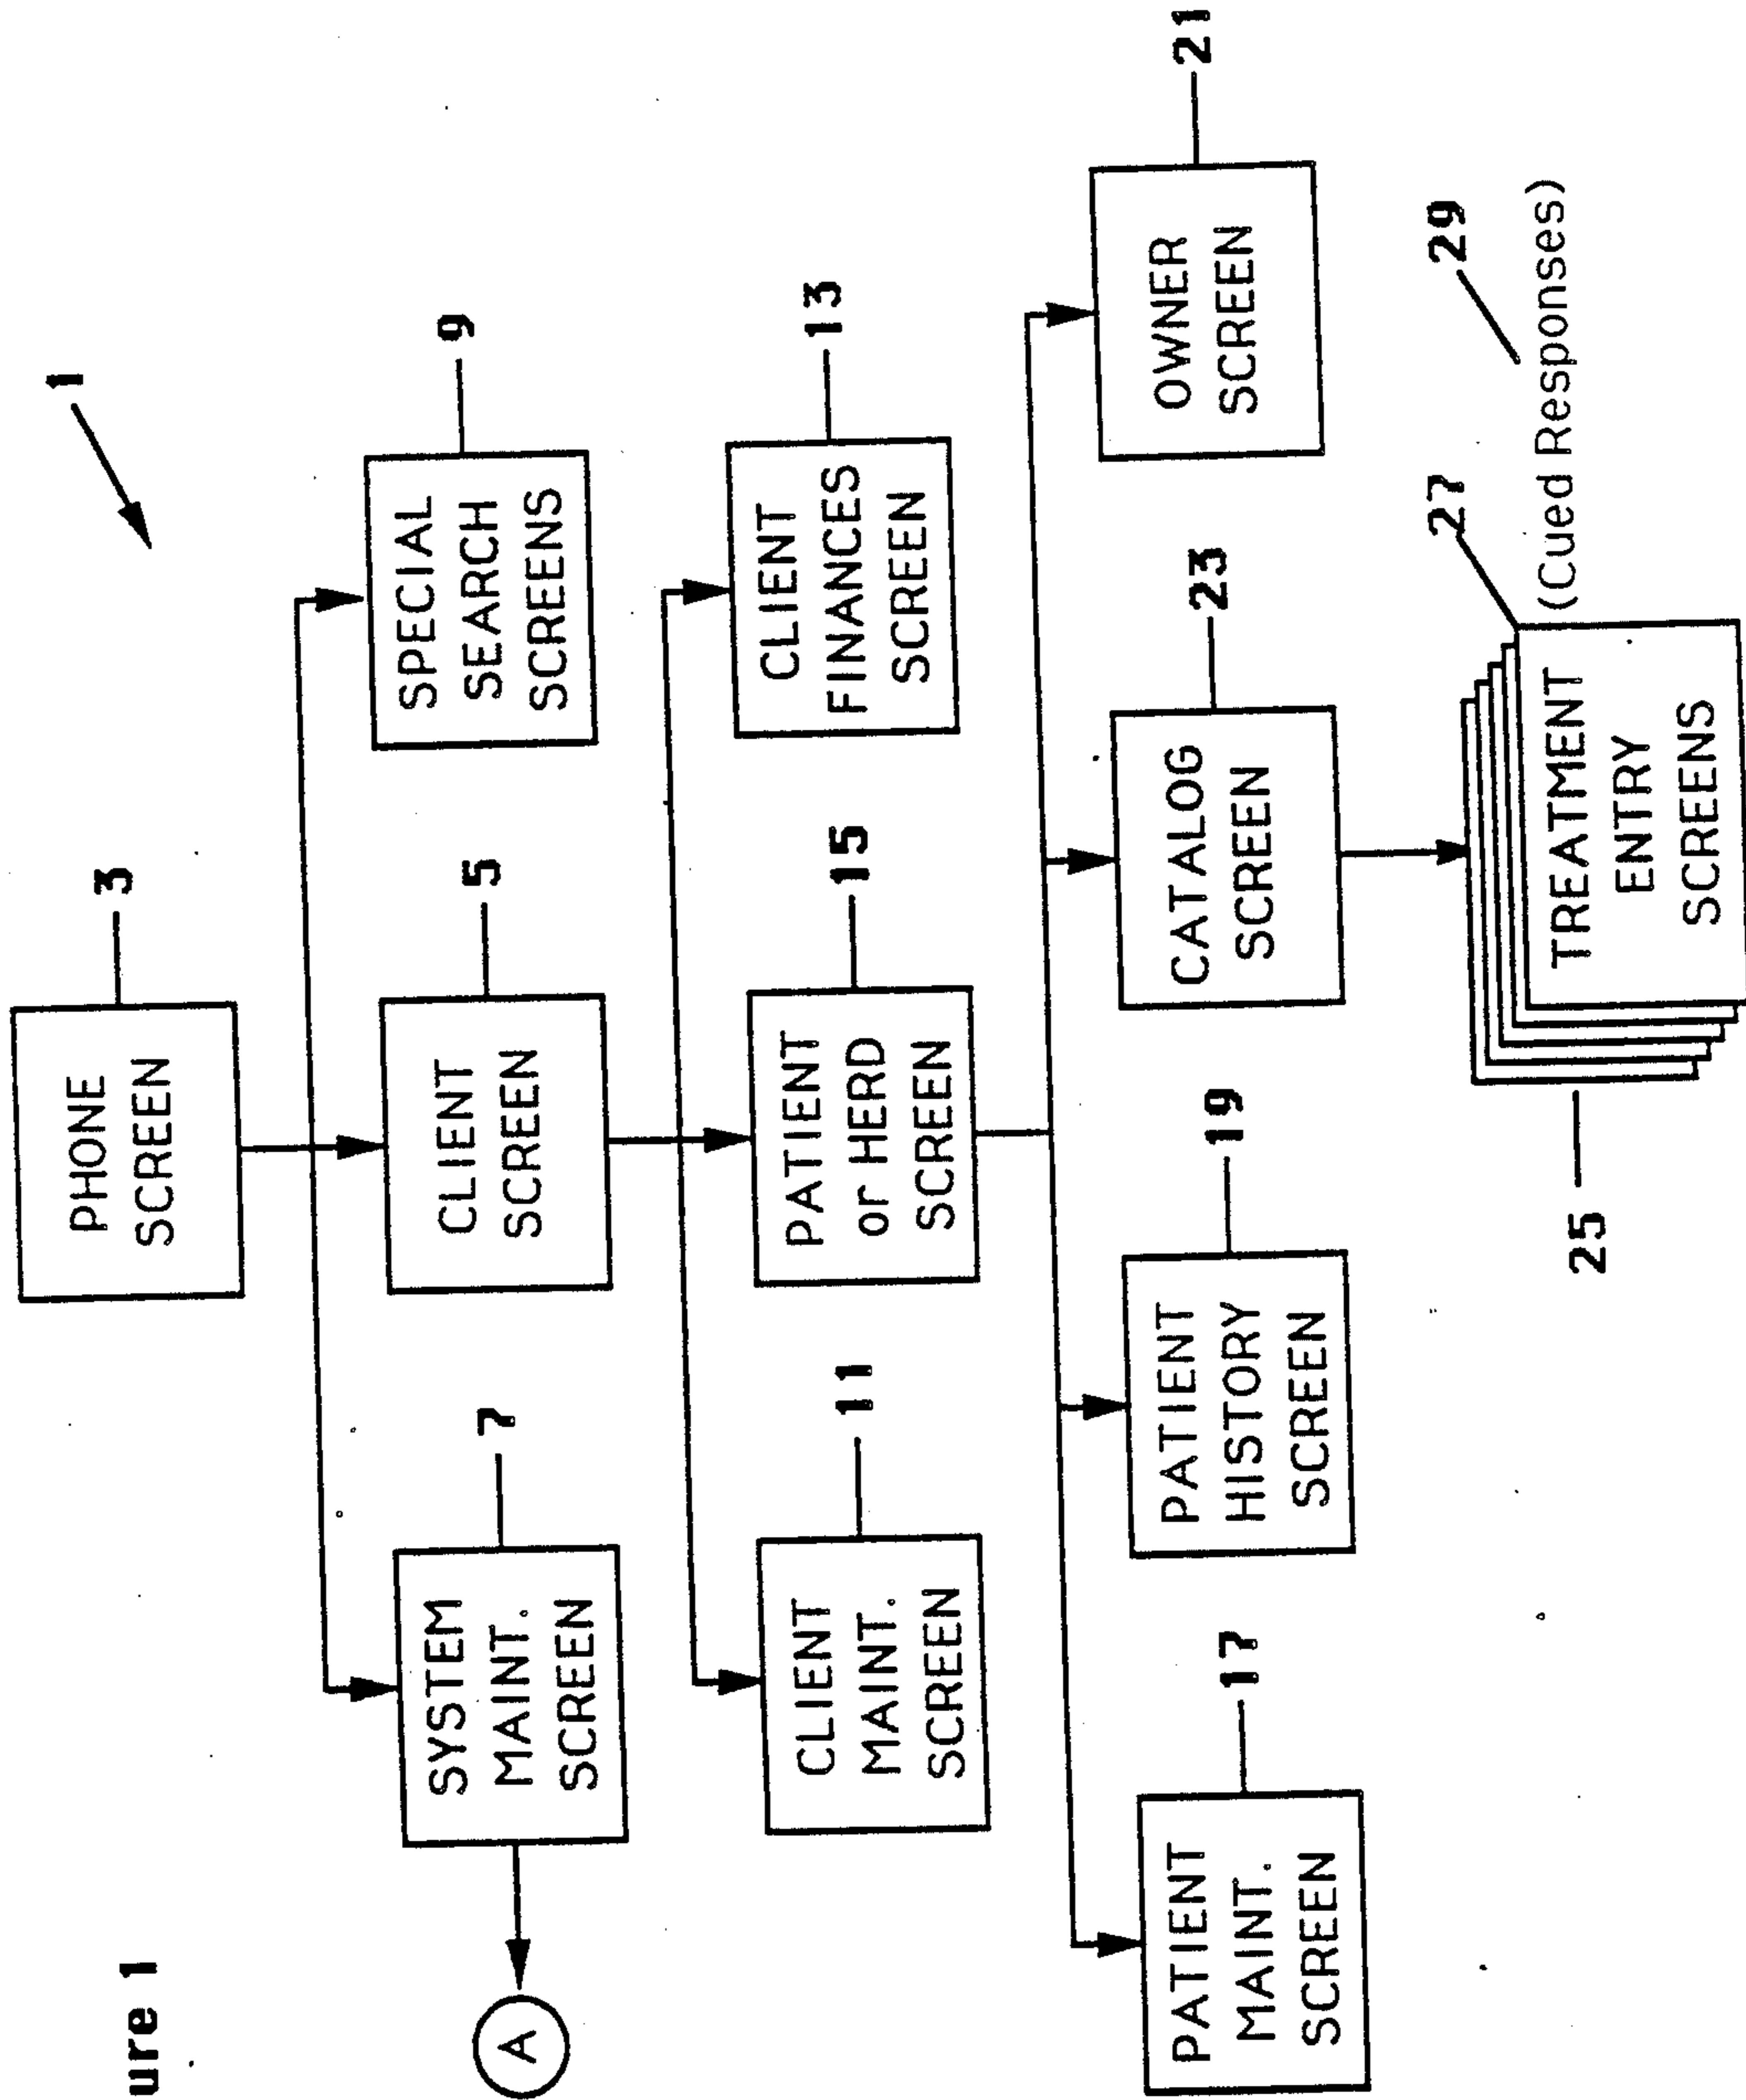 ure 1
1
PHONE
SCREEN
3
SYSTEM
MAINT.
SCREEN
7
CLIENT
SCREEN
5
SPECIAL
SEARCH
SCREENS
9
A
CLIENT
MAINT.
SCREEN
11
PATIENT
or HERD
SCREEN
15
CLIENT
FINANCES
SCREEN
13
PATIENT
MAINT.
SCREEN
17
PATIENT
HISTORY
SCREEN
19
CATALOG
SCREEN
23
OWNER
SCREEN
21
25
TREATMENT
ENTRY
SCREENS
27
29
(Cued Responses)